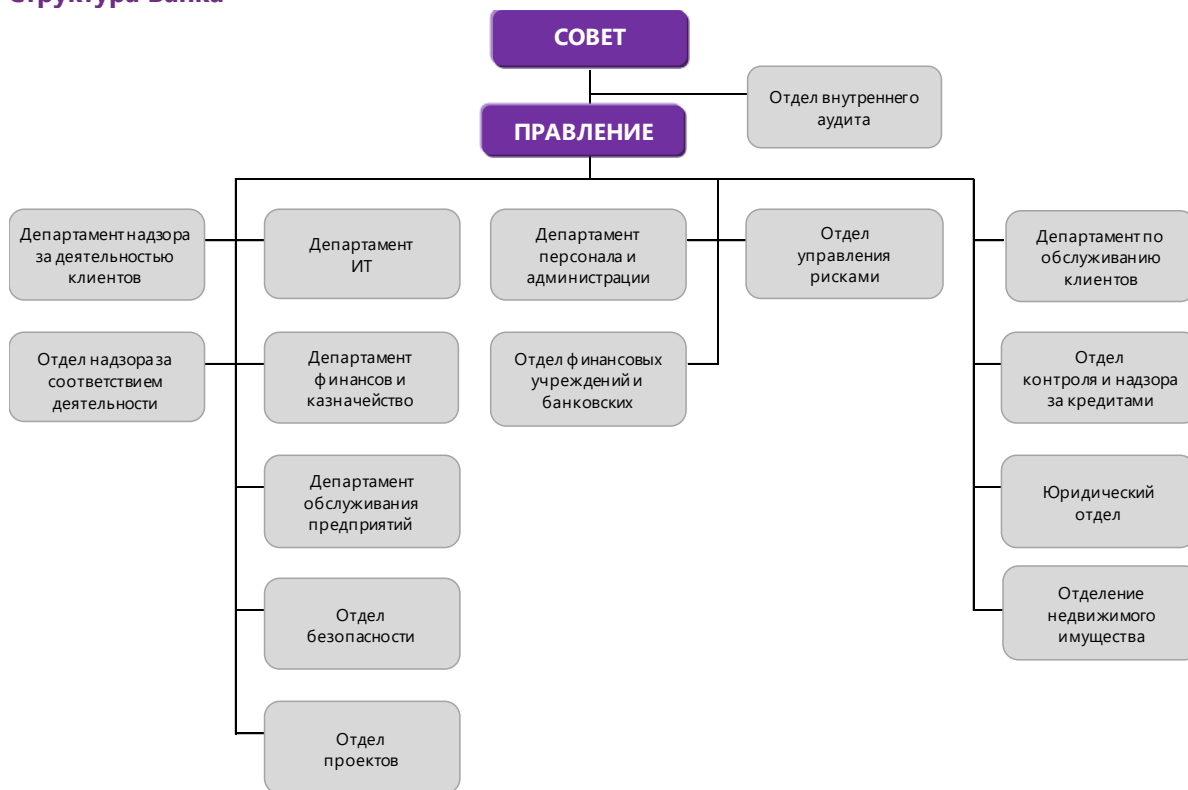 Структура Банка
СОВЕТ
Отдел внутреннего
аудита
ПРАВЛЕНИЕ
Департамент надзора
за деятельностью
клиентов
Департамент
ИТ
Департамент
персонала и
администрации
Отдел
управления
рисками
Департамент по
обслуживанию
клиентов
Отдел надзора за
соответствием
деятельности
Департамент
финансов и
казначейство
Отдел финансовых
учреждений и
банковских
Отдел
контроля и надзора
за кредитами
Департамент
обслуживания
предприятий
Юридический
отдел
Отдел
безопасности
Отделение
недвижимого
имущества
Отдел
проектов